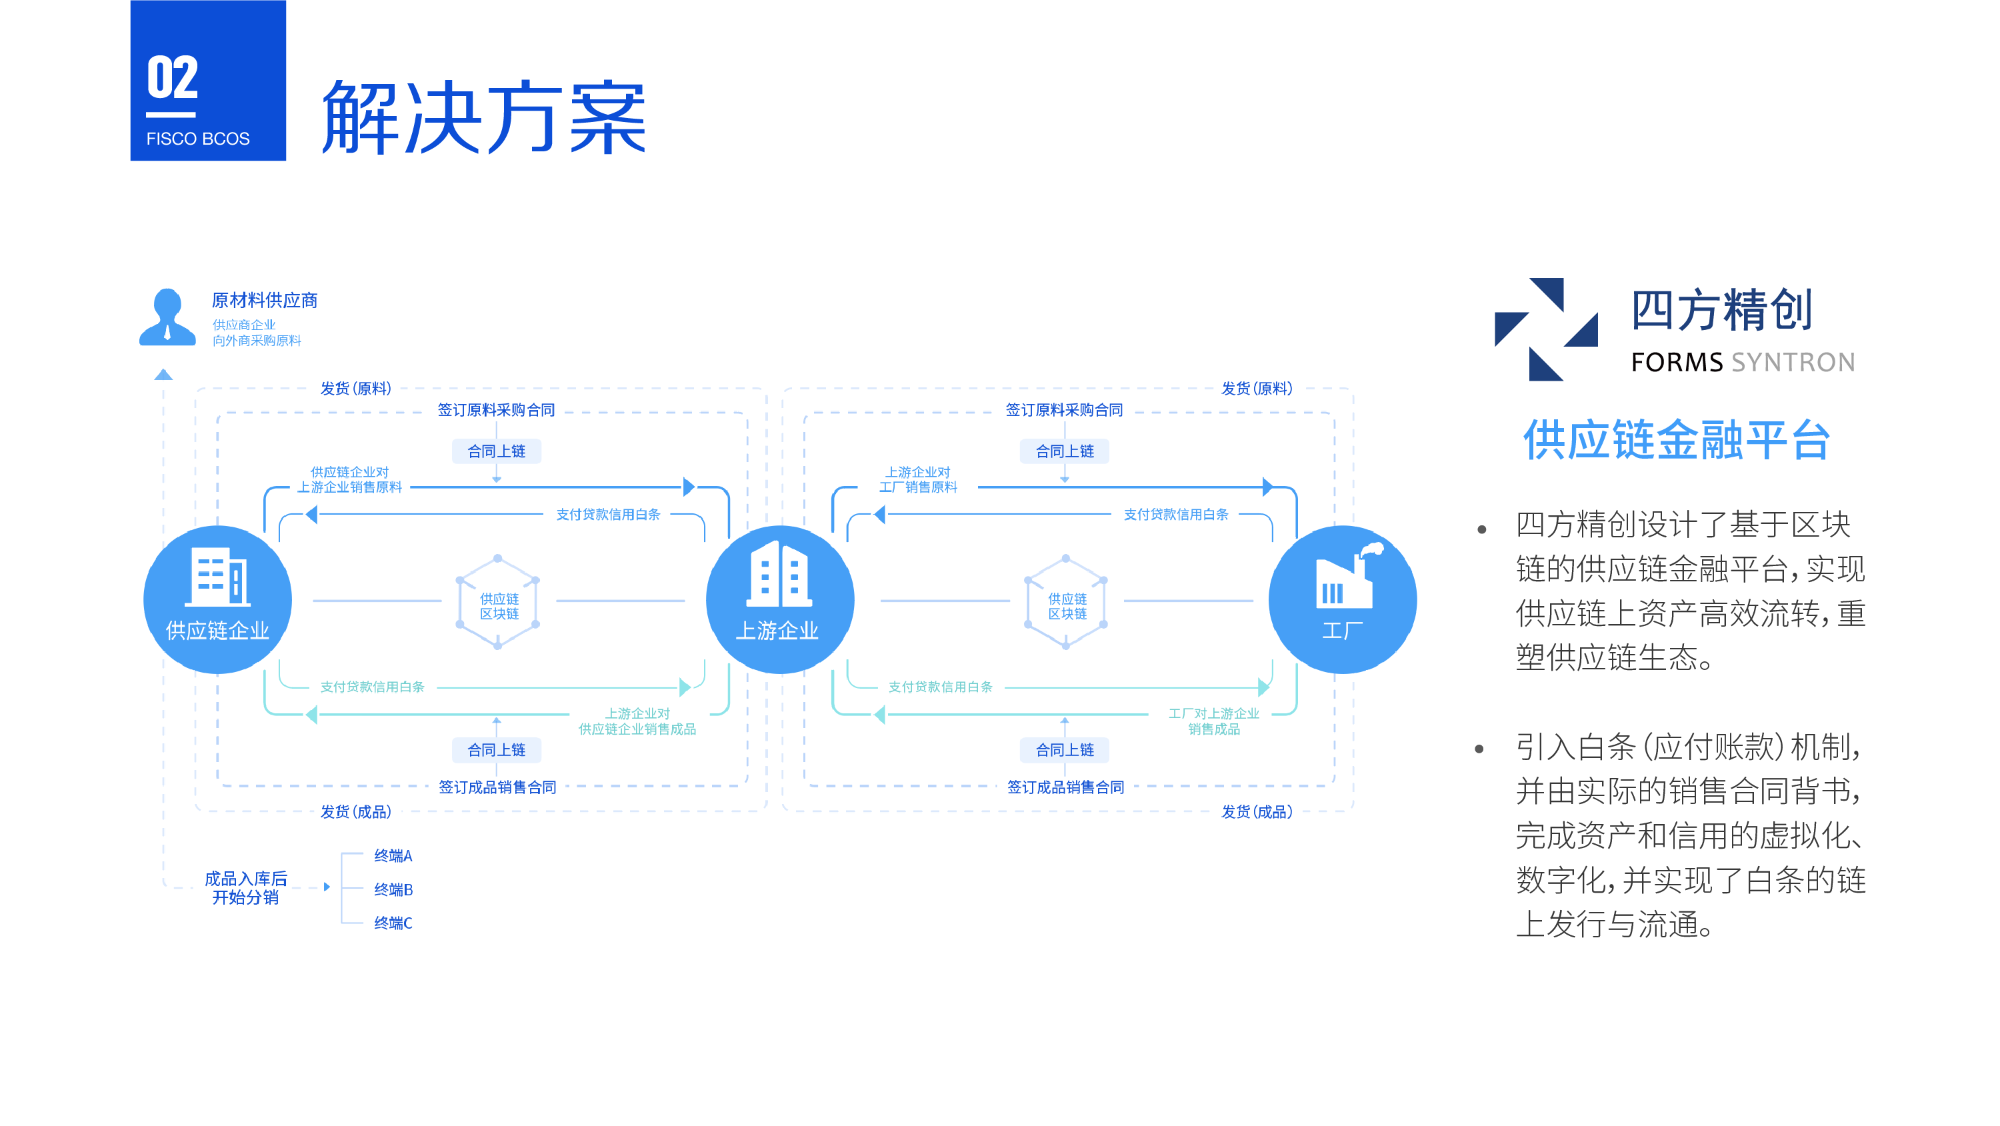 02
FISCO BCOS
解决方案
原材料供应商
供应商企业
向外商采购原料
发货(原料)
签订原料采购合同
合同上链
供应链企业对
上游企业销售原料
支付贷款信用白条
供应链企业
供应链
区块链
支付贷款信用白条
上游企业对
供应链企业销售成品
合同上链
签订成品销售合同
发货(成品)
上游企业
发货(原料)
签订原料采购合同
合同上链
上游企业对
工厂销售原料
支付贷款信用白条
供应链
区块链
工厂
支付贷款信用白条
工厂对上游企业
销售成品
合同上链
签订成品销售合同
发货(成品)
成品入库后
开始分销
终端A
终端B
终端C
四方精创
FORMS SYNTRON
供应链金融平台
• 四方精创设计了基于区块
链的供应链金融平台,实现
供应链上资产高效流转,重
塑供应链生态。
• 引入白条(应付账款)机制,
并由实际的销售合同背书,
完成资产和信用的虚拟化、
数字化,并实现了白条的链
上发行与流通。